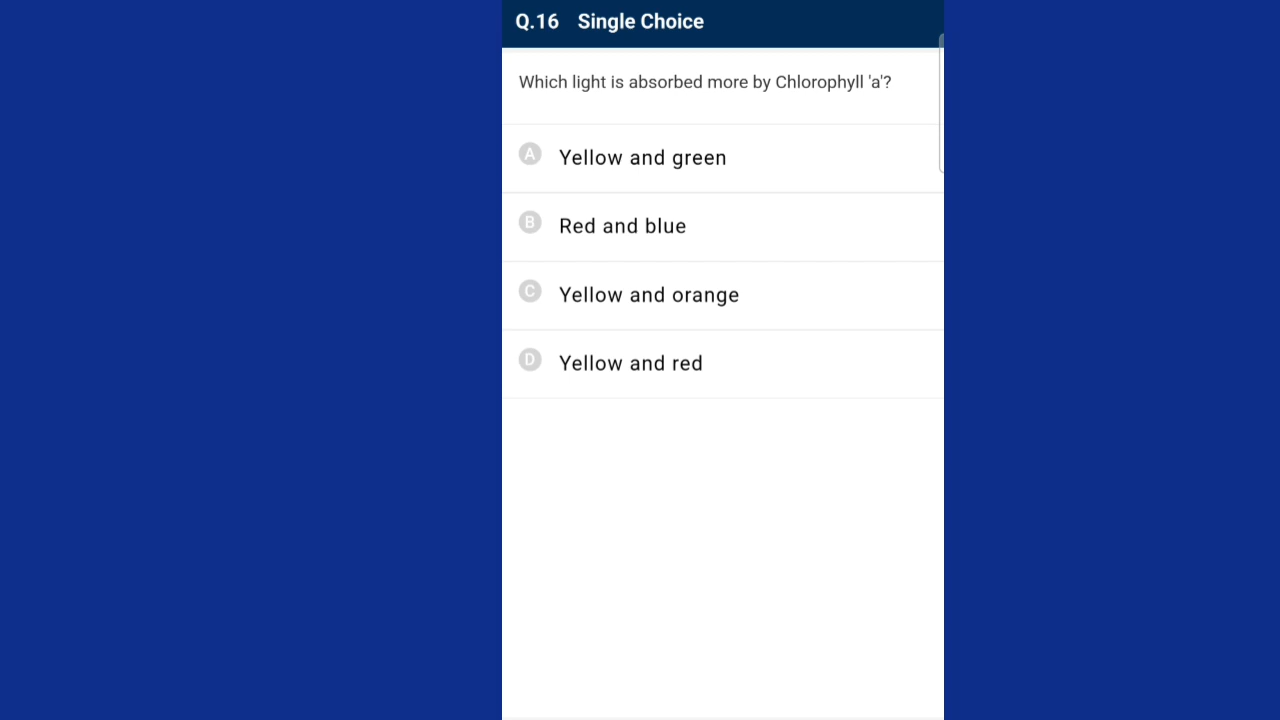 Q.16 Single Choice
Which light is absorbed more by Chlorophyll 'a'?
A Yellow and green
B Red and blue
C Yellow and orange
D Yellow and red